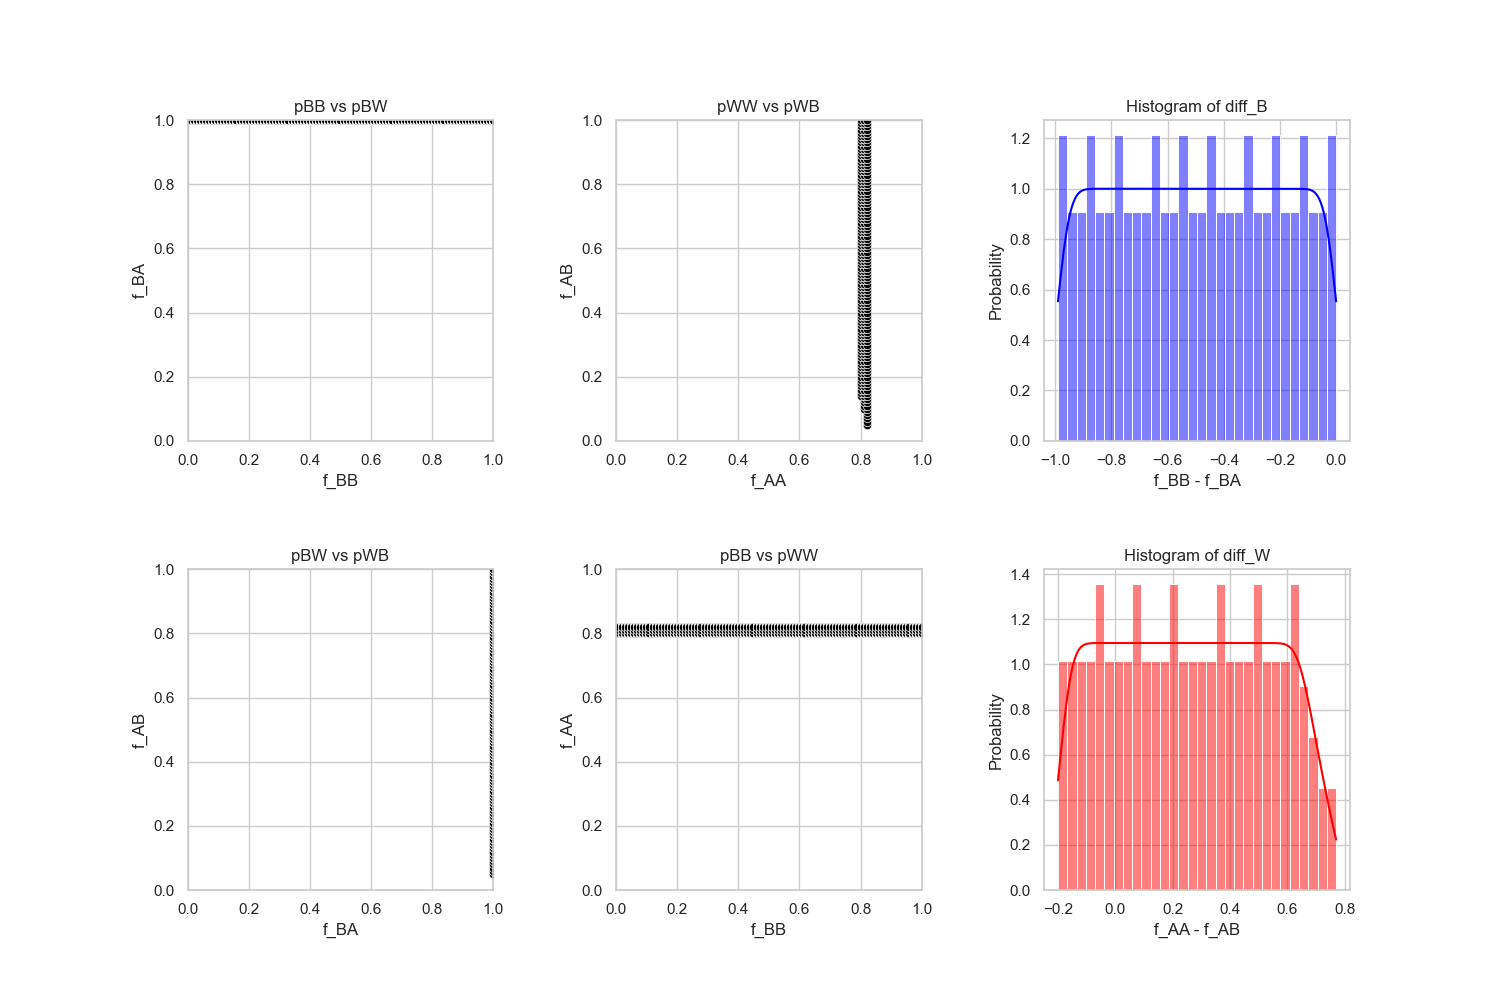 pBB vs pBW
1.0
0.8
0.6
0.4
0.2
0.0
f_BA
0.0 0.2 0.4 0.6 0.8 1.0
f_BB
pWW vs pWB
1.0
0.8
0.6
0.4
0.2
0.0
f_AB
0.0 0.2 0.4 0.6 0.8 1.0
f_AA
Histogram of diff_B
1.2
1.0
0.8
0.6
0.4
0.2
0.0
Probability
−1.0 −0.8 −0.6 −0.4 −0.2 0.0
f_BB - f_BA
pBW vs pWB
1.0
0.8
0.6
0.4
0.2
0.0
f_AB
0.0 0.2 0.4 0.6 0.8 1.0
f_BA
pBB vs pWW
1.0
0.8
0.6
0.4
0.2
0.0
f_AA
0.0 0.2 0.4 0.6 0.8 1.0
f_BB
Histogram of diff_W
1.4
1.2
1.0
0.8
0.6
0.4
0.2
0.0
Probability
−0.2 0.0 0.2 0.4 0.6 0.8
f_AA - f_AB